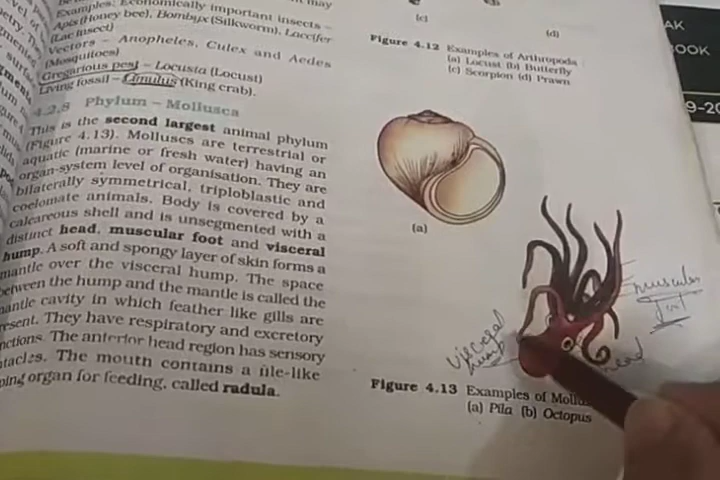 Examples: Economically important insects –
Apis (Honey bee), Bombyx (Silkworm), Laccifer
(Lac insect)
Vectors – Anopheles, Culex and Aedes
(Mosquitoes)
Gregarious pest – Locusta (Locust)
Living fossil – Limulus (King crab).
4.2.8 Phylum – Mollusca
This is the second largest animal phylum
(Figure 4.13). Molluscs are terrestrial or
aquatic (marine or fresh water) having an
organ-system level of organisation. They are
bilaterally symmetrical, triploblastic and
coelomate animals. Body is covered by a
calcareous shell and is unsegmented with a
distinct head, muscular foot and visceral
hump. A soft and spongy layer of skin forms a
mantle over the visceral hump. The space
between the hump and the mantle is called the
mantle cavity in which feather like gills are
resent. They have respiratory and excretory
nctions. The anterior head region has sensory
ntacles. The mouth contains a file-like
ping organ for feeding, called radula.
may
(c)
(d)
Figure 4.12 Examples of Arthropoda
(a) Locust (b) Butterfly
(c) Scorpion (d) Prawn
(a)
muscular
foot
visceral
hump
head
Figure 4.13 Examples of Mollu
(a) Pila (b) Octopus
AK
OOK
9-20